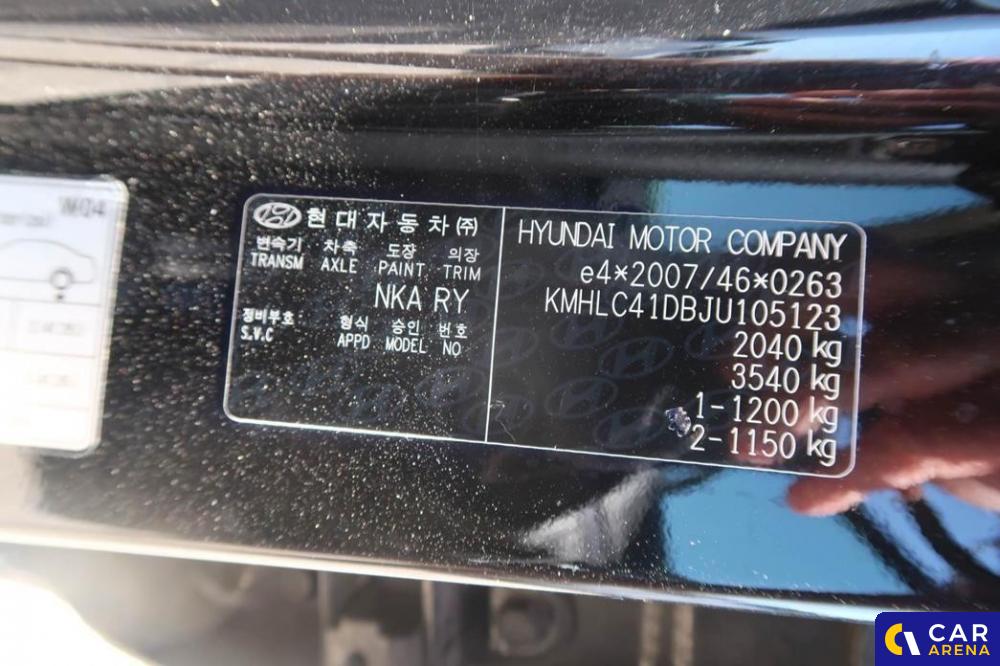 W04
현대자동차(주)
변속기 차축 도장 의장
TRANSM AXLE PAINT TRIM
NKA RY
정비부호: 형식 승인 번호
S.V.C APPD MODEL NO
HYUNDAI MOTOR COMPANY
e4*2007/46*0263
KMHLC41DBJU105123
2040 kg
3540 kg
1-1200 kg
2-1150 kg
CAR
ARENA